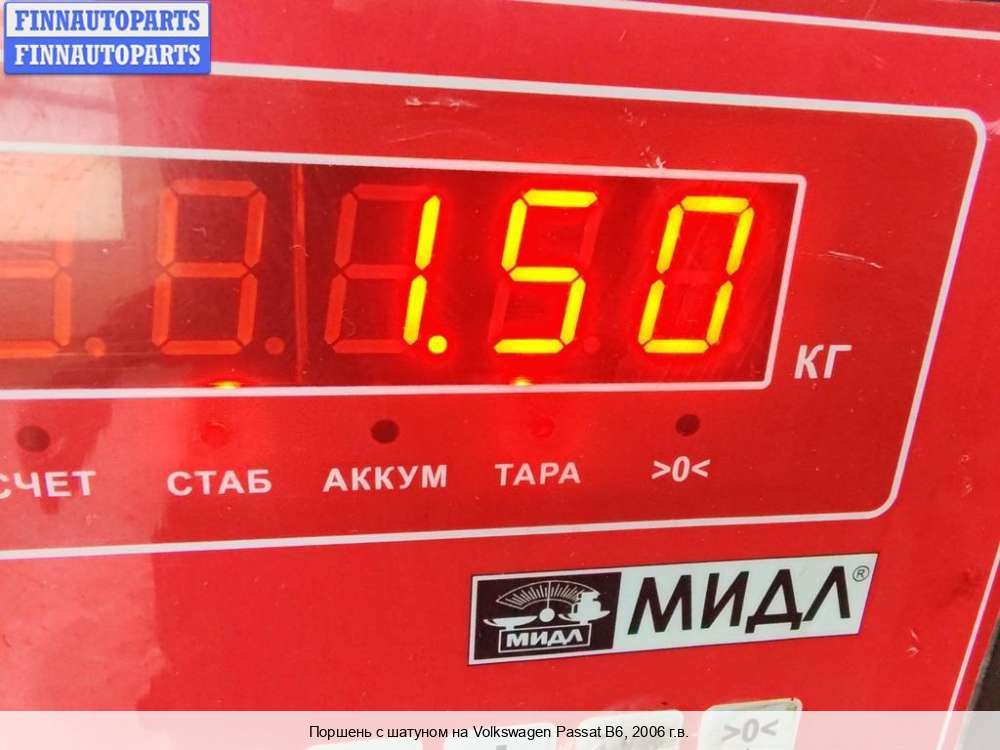 FINNAUTOPARTS
FINNAUTOPARTS
1.50
КГ
СЧЕТ СТАБ АККУМ ТАРА >0<
МИДЛ МИДЛ®
>0<
Поршень с шатуном на Volkswagen Passat B6, 2006 г.в.